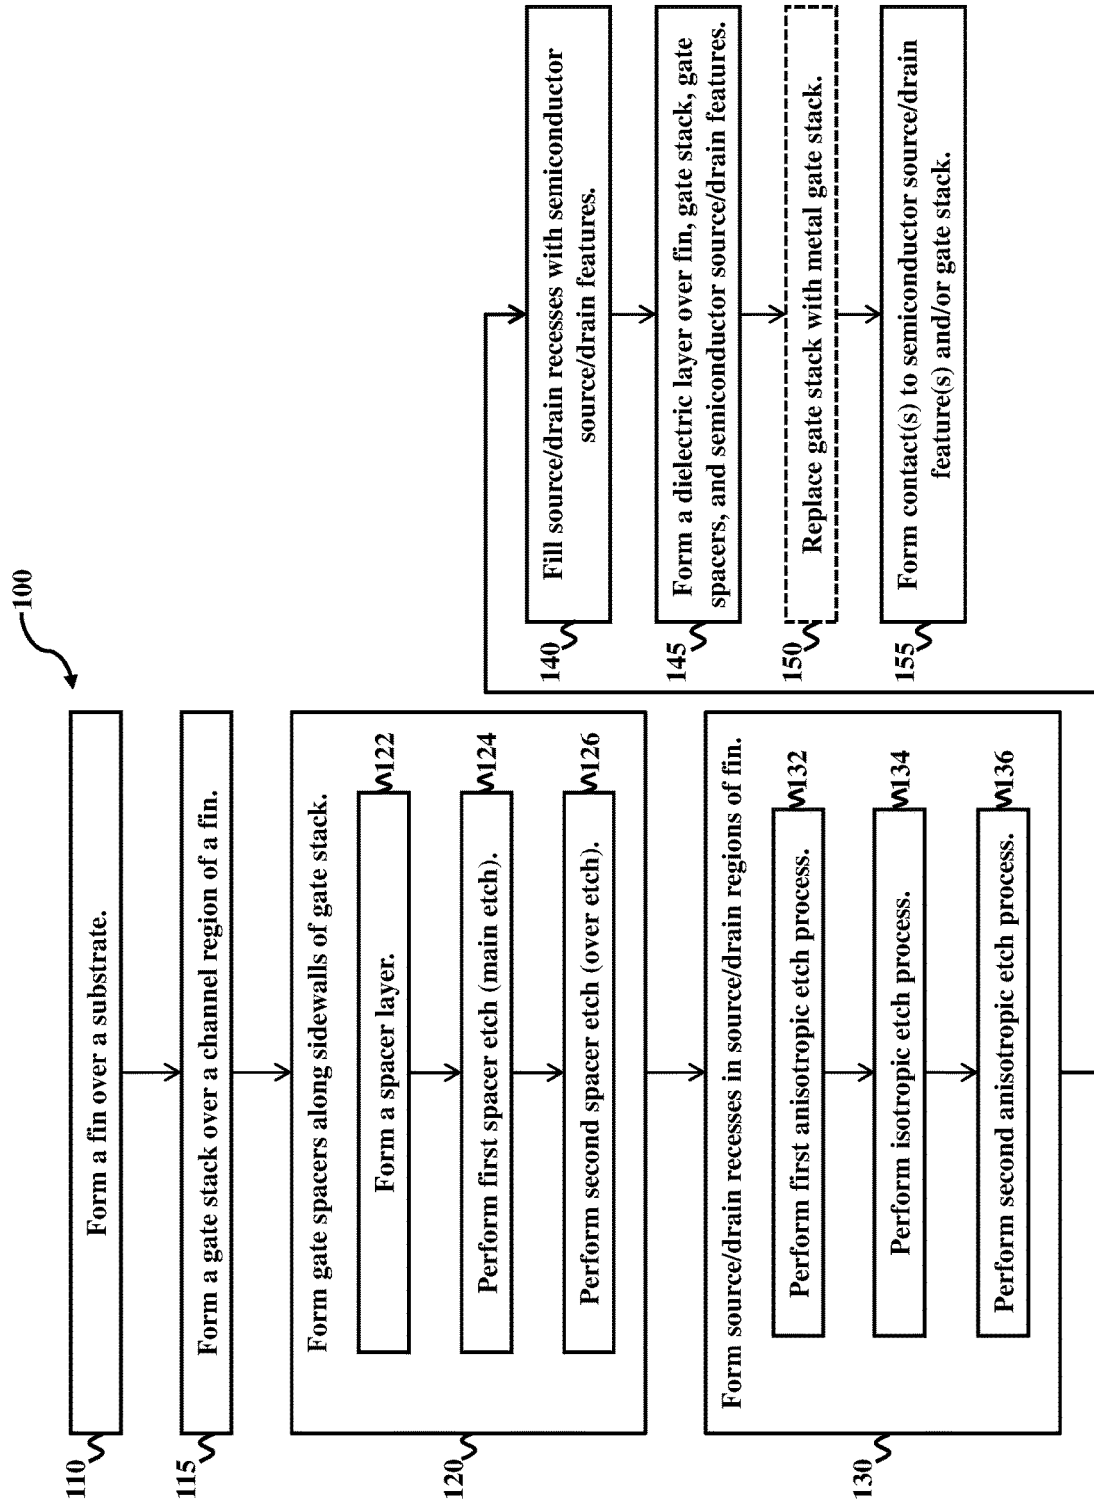 100
110
Form a fin over a substrate.
115
Form a gate stack over a channel region of a fin.
120
Form gate spacers along sidewalls of gate stack.
Form a spacer layer.
122
Perform first spacer etch (main etch).
124
Perform second spacer etch (over etch).
126
130
Form source/drain recesses in source/drain regions of fin.
Perform first anisotropic etch process.
132
Perform isotropic etch process.
134
Perform second anisotropic etch process.
136
140
Fill source/drain recesses with semiconductor
source/drain features.
145
Form a dielectric layer over fin, gate stack, gate
spacers, and semiconductor source/drain features.
150
Replace gate stack with metal gate stack.
155
Form contact(s) to semiconductor source/drain
feature(s) and/or gate stack.